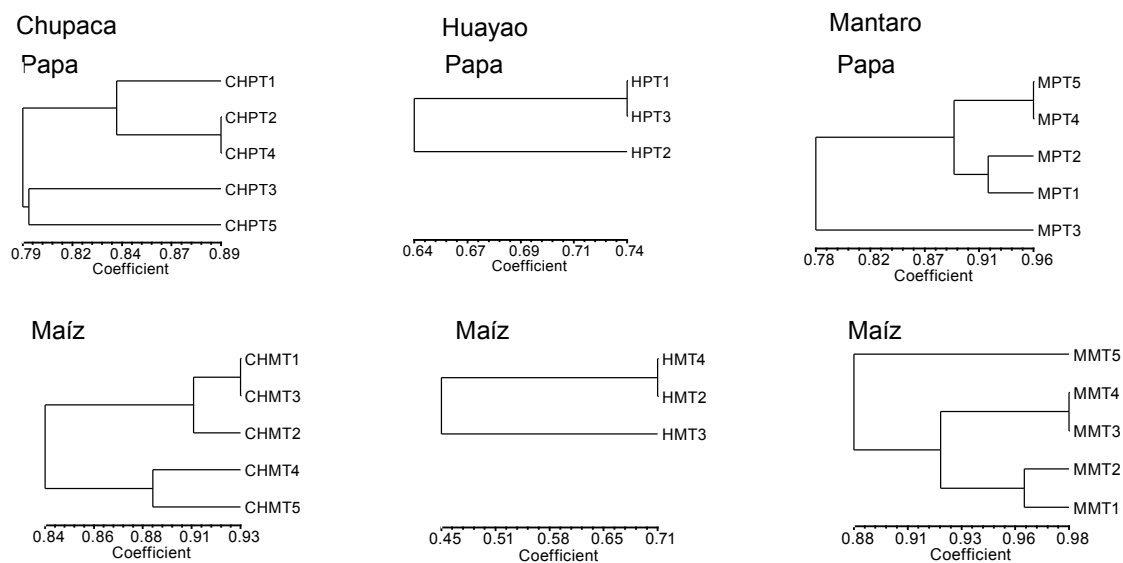 Chupaca
Papa
CHPT1
CHPT2
CHPT4
CHPT3
CHPT5
0.79 0.82 0.84 0.87 0.89
Coefficient
Huayao
Papa
HPT1
HPT3
HPT2
0.64 0.67 0.69 0.71 0.74
Coefficient
Mantaro
Papa
MPT5
MPT4
MPT2
MPT1
MPT3
0.78 0.82 0.87 0.91 0.96
Coefficient
Maíz
CHMT1
CHMT3
CHMT2
CHMT4
CHMT5
0.84 0.86 0.88 0.91 0.93
Coefficient
Maíz
HMT4
HMT2
HMT3
0.45 0.51 0.58 0.65 0.71
Coefficient
Maíz
MMT5
MMT4
MMT3
MMT2
MMT1
0.88 0.91 0.93 0.96 0.98
Coefficient